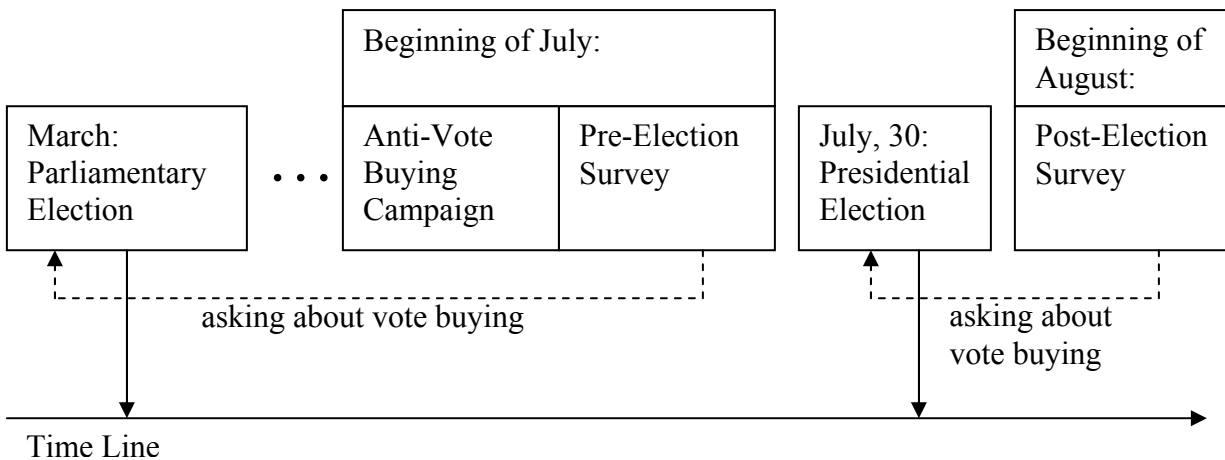 Beginning of July:
Beginning of
August:
March:
Parliamentary
Election
. . .
Anti-Vote
Buying
Campaign
Pre-Election
Survey
July, 30:
Presidential
Election
Post-Election
Survey
asking about vote buying
asking about
vote buying
Time Line